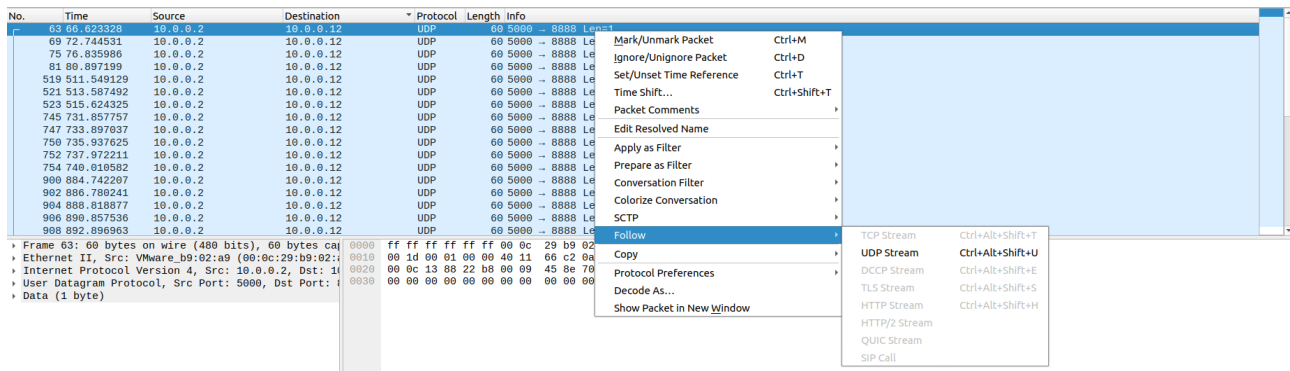 No. Time Source Destination Protocol Length Info
63 66.623328 10.0.0.2 10.0.0.12 UDP 60 5000 → 8888 Len=1
69 72.744531 10.0.0.2 10.0.0.12 UDP 60 5000 → 8888 Le
75 76.835986 10.0.0.2 10.0.0.12 UDP 60 5000 → 8888 Le
81 80.897199 10.0.0.2 10.0.0.12 UDP 60 5000 → 8888 Le
519 511.549129 10.0.0.2 10.0.0.12 UDP 60 5000 → 8888 Le
521 513.587492 10.0.0.2 10.0.0.12 UDP 60 5000 → 8888 Le
523 515.624325 10.0.0.2 10.0.0.12 UDP 60 5000 → 8888 Le
745 731.857757 10.0.0.2 10.0.0.12 UDP 60 5000 → 8888 Le
747 733.897037 10.0.0.2 10.0.0.12 UDP 60 5000 → 8888 Le
750 735.937625 10.0.0.2 10.0.0.12 UDP 60 5000 → 8888 Le
752 737.972211 10.0.0.2 10.0.0.12 UDP 60 5000 → 8888 Le
754 740.010582 10.0.0.2 10.0.0.12 UDP 60 5000 → 8888 Le
900 884.742207 10.0.0.2 10.0.0.12 UDP 60 5000 → 8888 Le
902 886.780241 10.0.0.2 10.0.0.12 UDP 60 5000 → 8888 Le
904 888.818877 10.0.0.2 10.0.0.12 UDP 60 5000 → 8888 Le
906 890.857536 10.0.0.2 10.0.0.12 UDP 60 5000 → 8888 Le
908 892.896963 10.0.0.2 10.0.0.12 UDP 60 5000 → 8888 Le
Mark/Unmark Packet Ctrl+M
Ignore/Unignore Packet Ctrl+D
Set/Unset Time Reference Ctrl+T
Time Shift... Ctrl+Shift+T
Packet Comments
Edit Resolved Name
Apply as Filter
Prepare as Filter
Conversation Filter
Colorize Conversation
SCTP
Follow
Copy
Protocol Preferences
Decode As...
Show Packet in New Window
TCP Stream Ctrl+Alt+Shift+T
UDP Stream Ctrl+Alt+Shift+U
DCCP Stream Ctrl+Alt+Shift+E
TLS Stream Ctrl+Alt+Shift+S
HTTP Stream Ctrl+Alt+Shift+H
HTTP/2 Stream
QUIC Stream
SIP Call
Frame 63: 60 bytes on wire (480 bits), 60 bytes cap
Ethernet II, Src: VMware_b9:02:a9 (00:0c:29:b9:02:a
Internet Protocol Version 4, Src: 10.0.0.2, Dst: 10
User Datagram Protocol, Src Port: 5000, Dst Port:
Data (1 byte)
0000 ff ff ff ff ff ff 00 0c 29 b9 02
0010 00 1d 00 01 00 00 40 11 66 c2 0a
0020 00 0c 13 88 22 b8 00 09 45 8e 70
0030 00 00 00 00 00 00 00 00 00 00 00